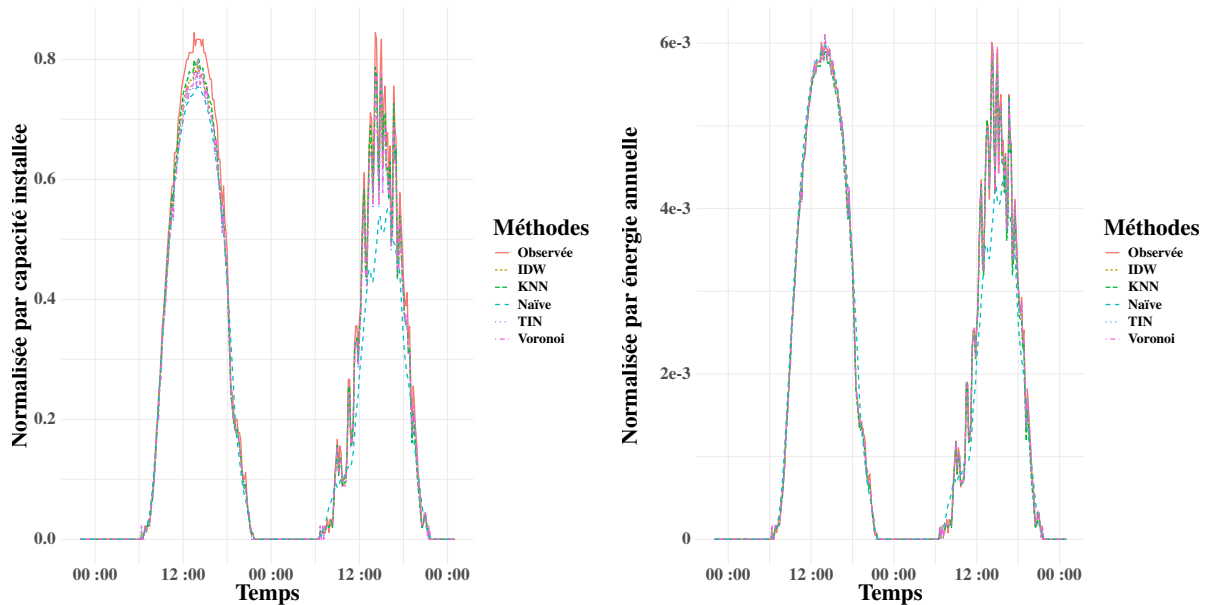 Normalisée par capacité installée
0.8
0.6
0.4
0.2
0.0
00 :00
12 :00
00 :00
12 :00
00 :00
Temps
Méthodes
Observée
IDW
KNN
Naïve
TIN
Voronoi
Normalisée par énergie annuelle
6e-3
4e-3
2e-3
0
00 :00
12 :00
00 :00
12 :00
00 :00
Temps
Méthodes
Observée
IDW
KNN
Naïve
TIN
Voronoi